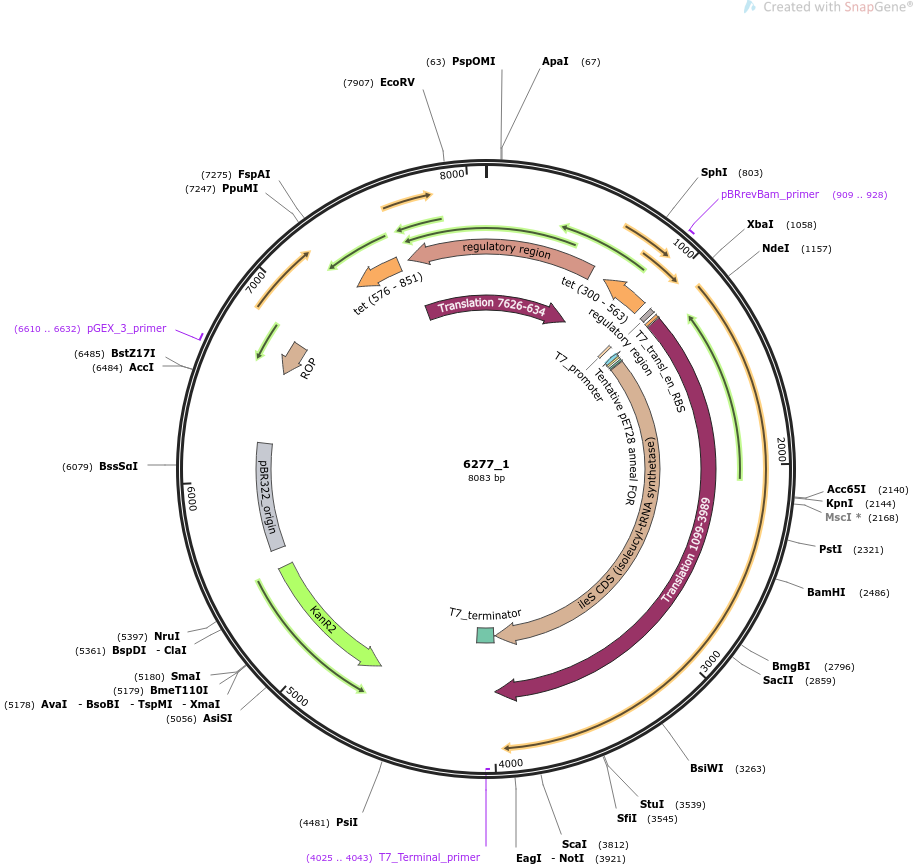 Created with SnapGene®
(63) PspOMI
ApaI (67)
(7907) EcoRV
(7275) FspAI
(7247) PpuMI
SphI (803)
pBRrevBam_primer (909 .. 928)
XbaI (1058)
NdeI (1157)
8000
1000
7000
2000
6000
3000
5000
4000
regulatory region
tet (576 - 851)
tet (300 - 563)
regulatory region
Translation 7626-634
T7_transl_en_RBS
T7_promoter
Tentative pET28 anneal FOR
(6610 .. 6632) pGEX_3_primer
(6485) BstZ17I
(6484) AccI
ROP
(6079) BssSαI
pBR322_origin
6277_1
8083 bp
ileS CDS (isoleucyl-tRNA synthetase)
Translation 1099-3989
Acc65I (2140)
KpnI (2144)
MscI * (2168)
PstI (2321)
BamHI (2486)
KanR2
T7_terminator
(5397) NruI
(5361) BspDI - ClaI
(5180) SmaI
(5179) BmeT110I
(5178) AvaI - BsoBI - TspMI - XmaI
(5056) AsiSI
BmgBI (2796)
SacII (2859)
BsiWI (3263)
StuI (3539)
SfiI (3545)
(4481) PsiI
ScaI (3812)
(4025 .. 4043) T7_Terminal_primer
EagI - NotI (3921)